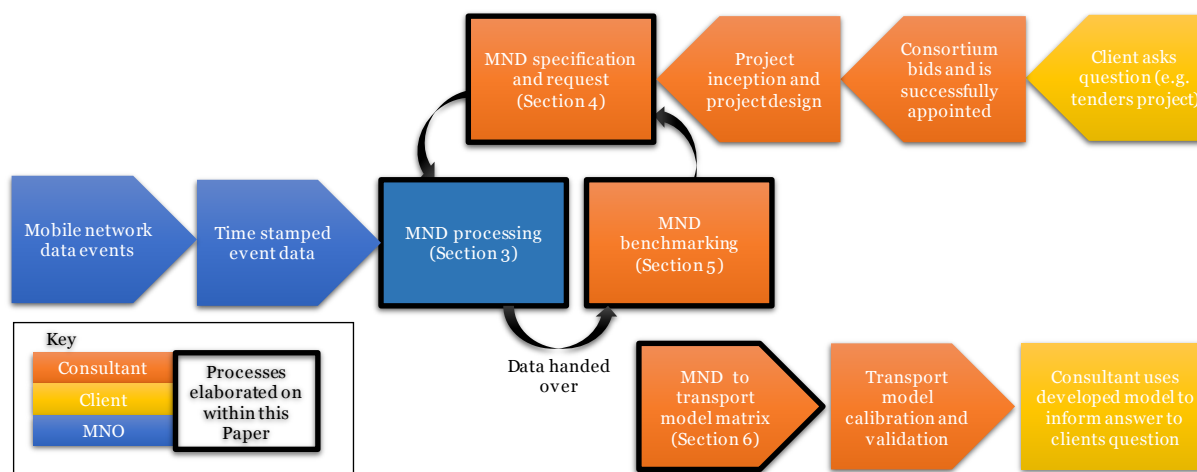 MND specification
and request
(Section 4)
Project
inception and
project design
Consortium
bids and is
successfully
appointed
Client asks
question (e.g.
tenders project)
Mobile network
data events
Time stamped
event data
MND processing
(Section 3)
MND
benchmarking
(Section 5)
Data handed
over
Key
Consultant
Client
MNO
Processes
elaborated on
within this
Paper
MND to
transport
model matrix
(Section 6)
Transport
model
calibration and
validation
Consultant uses
developed model to
inform answer to
clients question